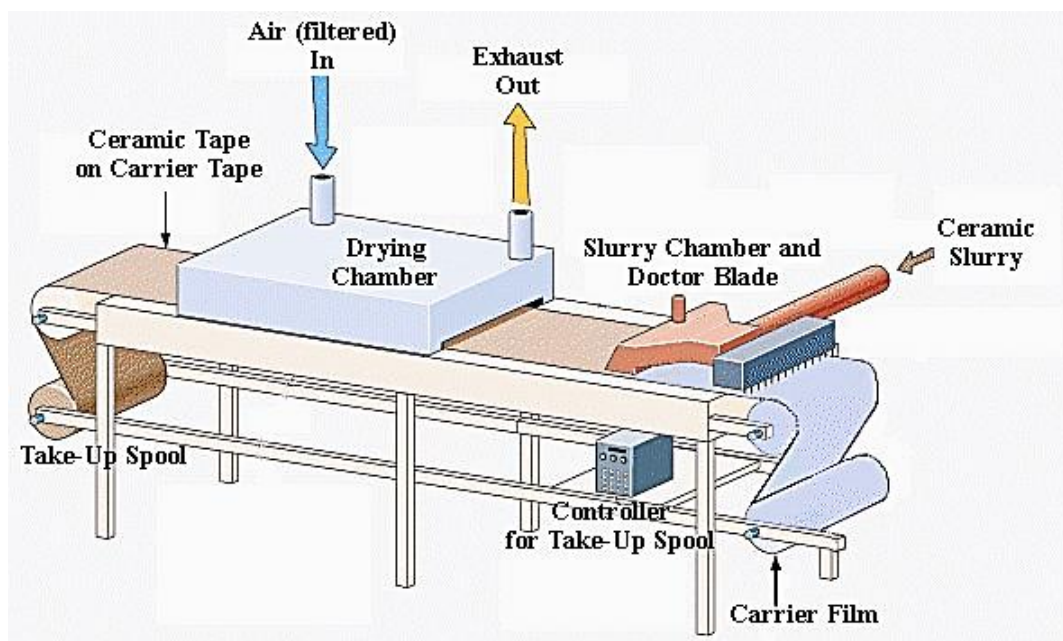 Air (filtered)
In
Exhaust
Out
Ceramic Tape
on Carrier Tape
Drying
Chamber
Slurry Chamber and
Doctor Blade
Ceramic
Slurry
Take-Up Spool
Controller
for Take-Up Spool
Carrier Film